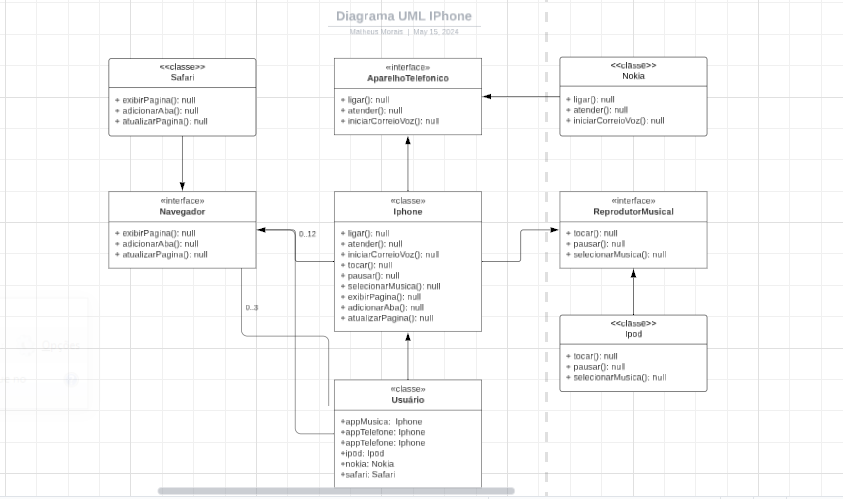 Diagrama UML IPhone
Matheus Morais | May 15, 2024
<<classe>>
Safari
+ exibirPagina(): null
+ adicionarAba(): null
+ atualizarPagina(): null
«interface»
AparelhoTelefonico
+ ligar(): null
+ atender(): null
+ iniciarCorreioVoz(): null
<<classe>>
Nokia
+ ligar(): null
+ atender(): null
+ iniciarCorreioVoz(): null
«interface»
Navegador
+ exibirPagina(): null
+ adicionarAba(): null
+ atualizarPagina(): null
0..12
«classe»
Iphone
+ ligar(): null
+ atender(): null
+ iniciarCorreioVoz(): null
+ tocar(): null
+ pausar(): null
+ selecionarMusica(): null
+ exibirPagina(): null
+ adicionarAba(): null
+ atualizarPagina(): null
«interface»
ReprodutorMusical
+ tocar(): null
+ pausar(): null
+ selecionarMusica(): null
0..3
<<classe>>
Ipod
+ tocar(): null
+ pausar(): null
+ selecionarMusica(): null
«classe»
Usuário
+appMusica: Iphone
+appTelefone: Iphone
+appTelefone: Iphone
+ipod: Ipod
+nokia: Nokia
+safari: Safari